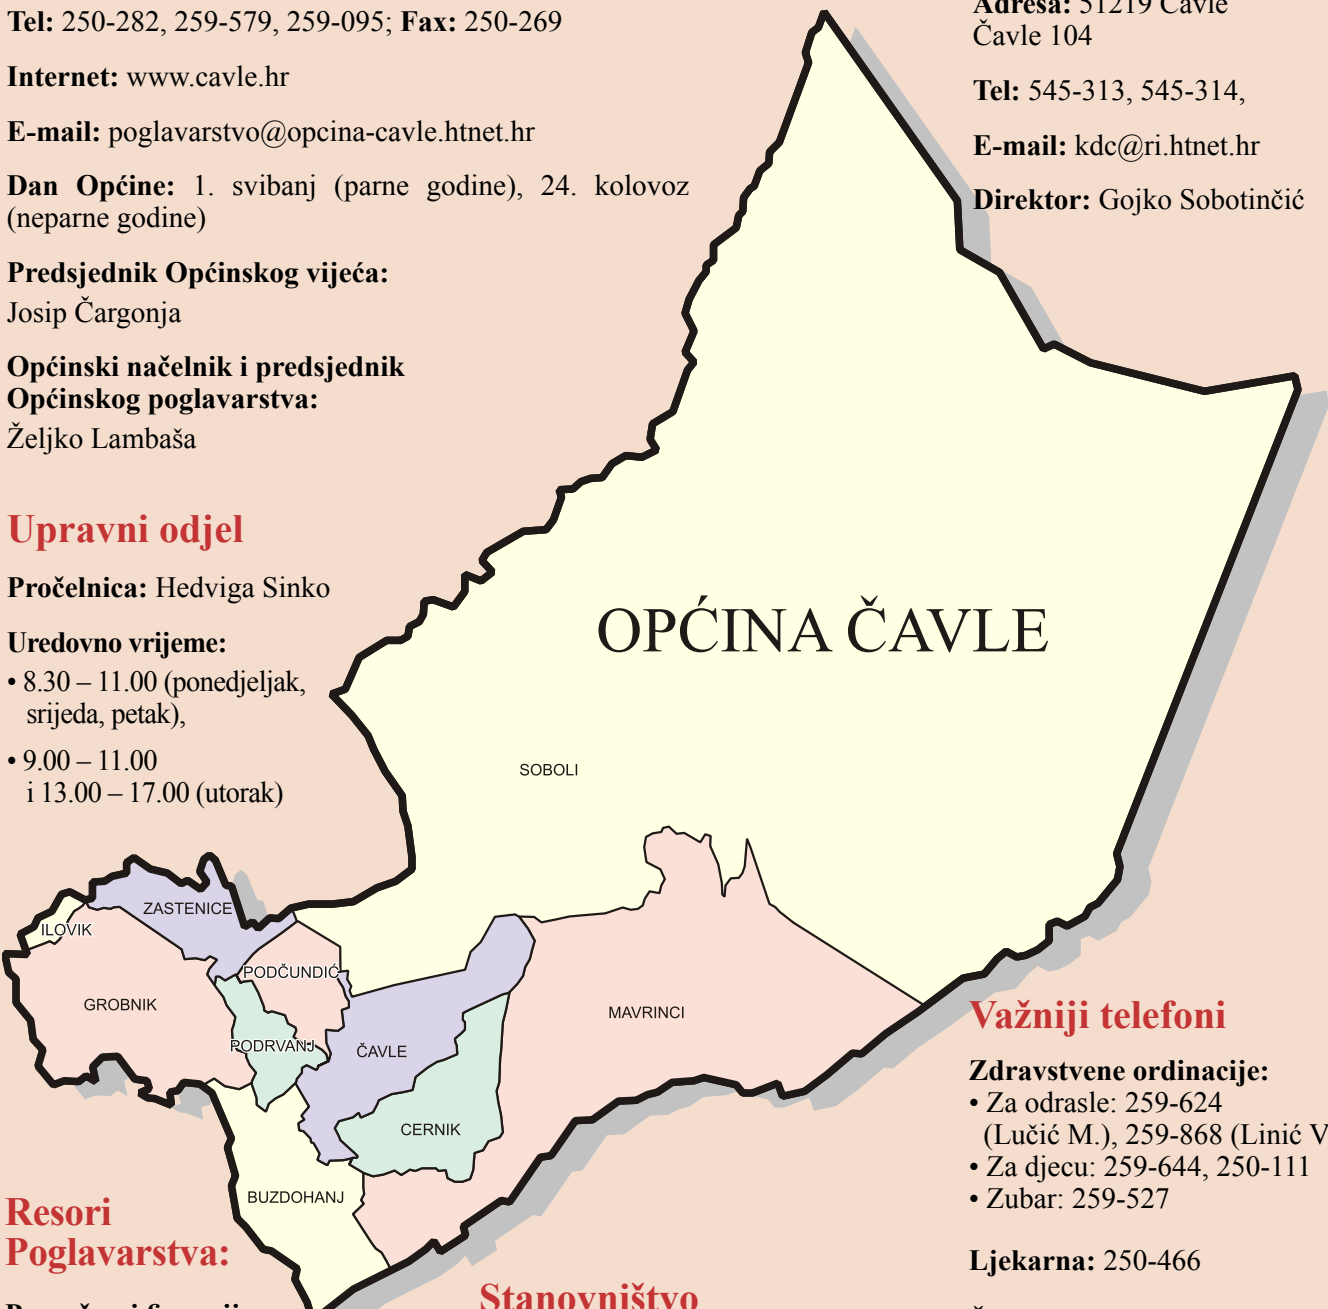 Tel: 250-282, 259-579, 259-095; Fax: 250-269
Internet: www.cavle.hr
E-mail: poglavarstvo@opcina-cavle.htnet.hr
Dan Općine: 1. svibanj (parne godine), 24. kolovoz
(neparne godine)
Predsjednik Općinskog vijeća:
Josip Čargonja
Općinski načelnik i predsjednik
Općinskog poglavarstva:
Željko Lambaša
Upravni odjel
Pročelnica: Hedviga Sinko
Uredovno vrijeme:
• 8.30 – 11.00 (ponedjeljak,
srijeda, petak),
• 9.00 – 11.00
i 13.00 – 17.00 (utorak)
Adresa: 51219 Čavle
Čavle 104
Tel: 545-313, 545-314,
E-mail: kdc@ri.htnet.hr
Direktor: Gojko Sobotinčić
OPĆINA ČAVLE
SOBOLI
ZASTENICE
ILOVIK
PODČUNDIĆ
GROBNIK
MAVRINCI
PODRVANJ
ČAVLE
CERNIK
BUZDOHANJ
Resori
Poglavarstva:
Stanovništvo
Važniji telefoni
Zdravstvene ordinacije:
• Za odrasle: 259-624
(Lučić M.), 259-868 (Linić V
• Za djecu: 259-644, 250-111
• Zubar: 259-527
Ljekarna: 250-466